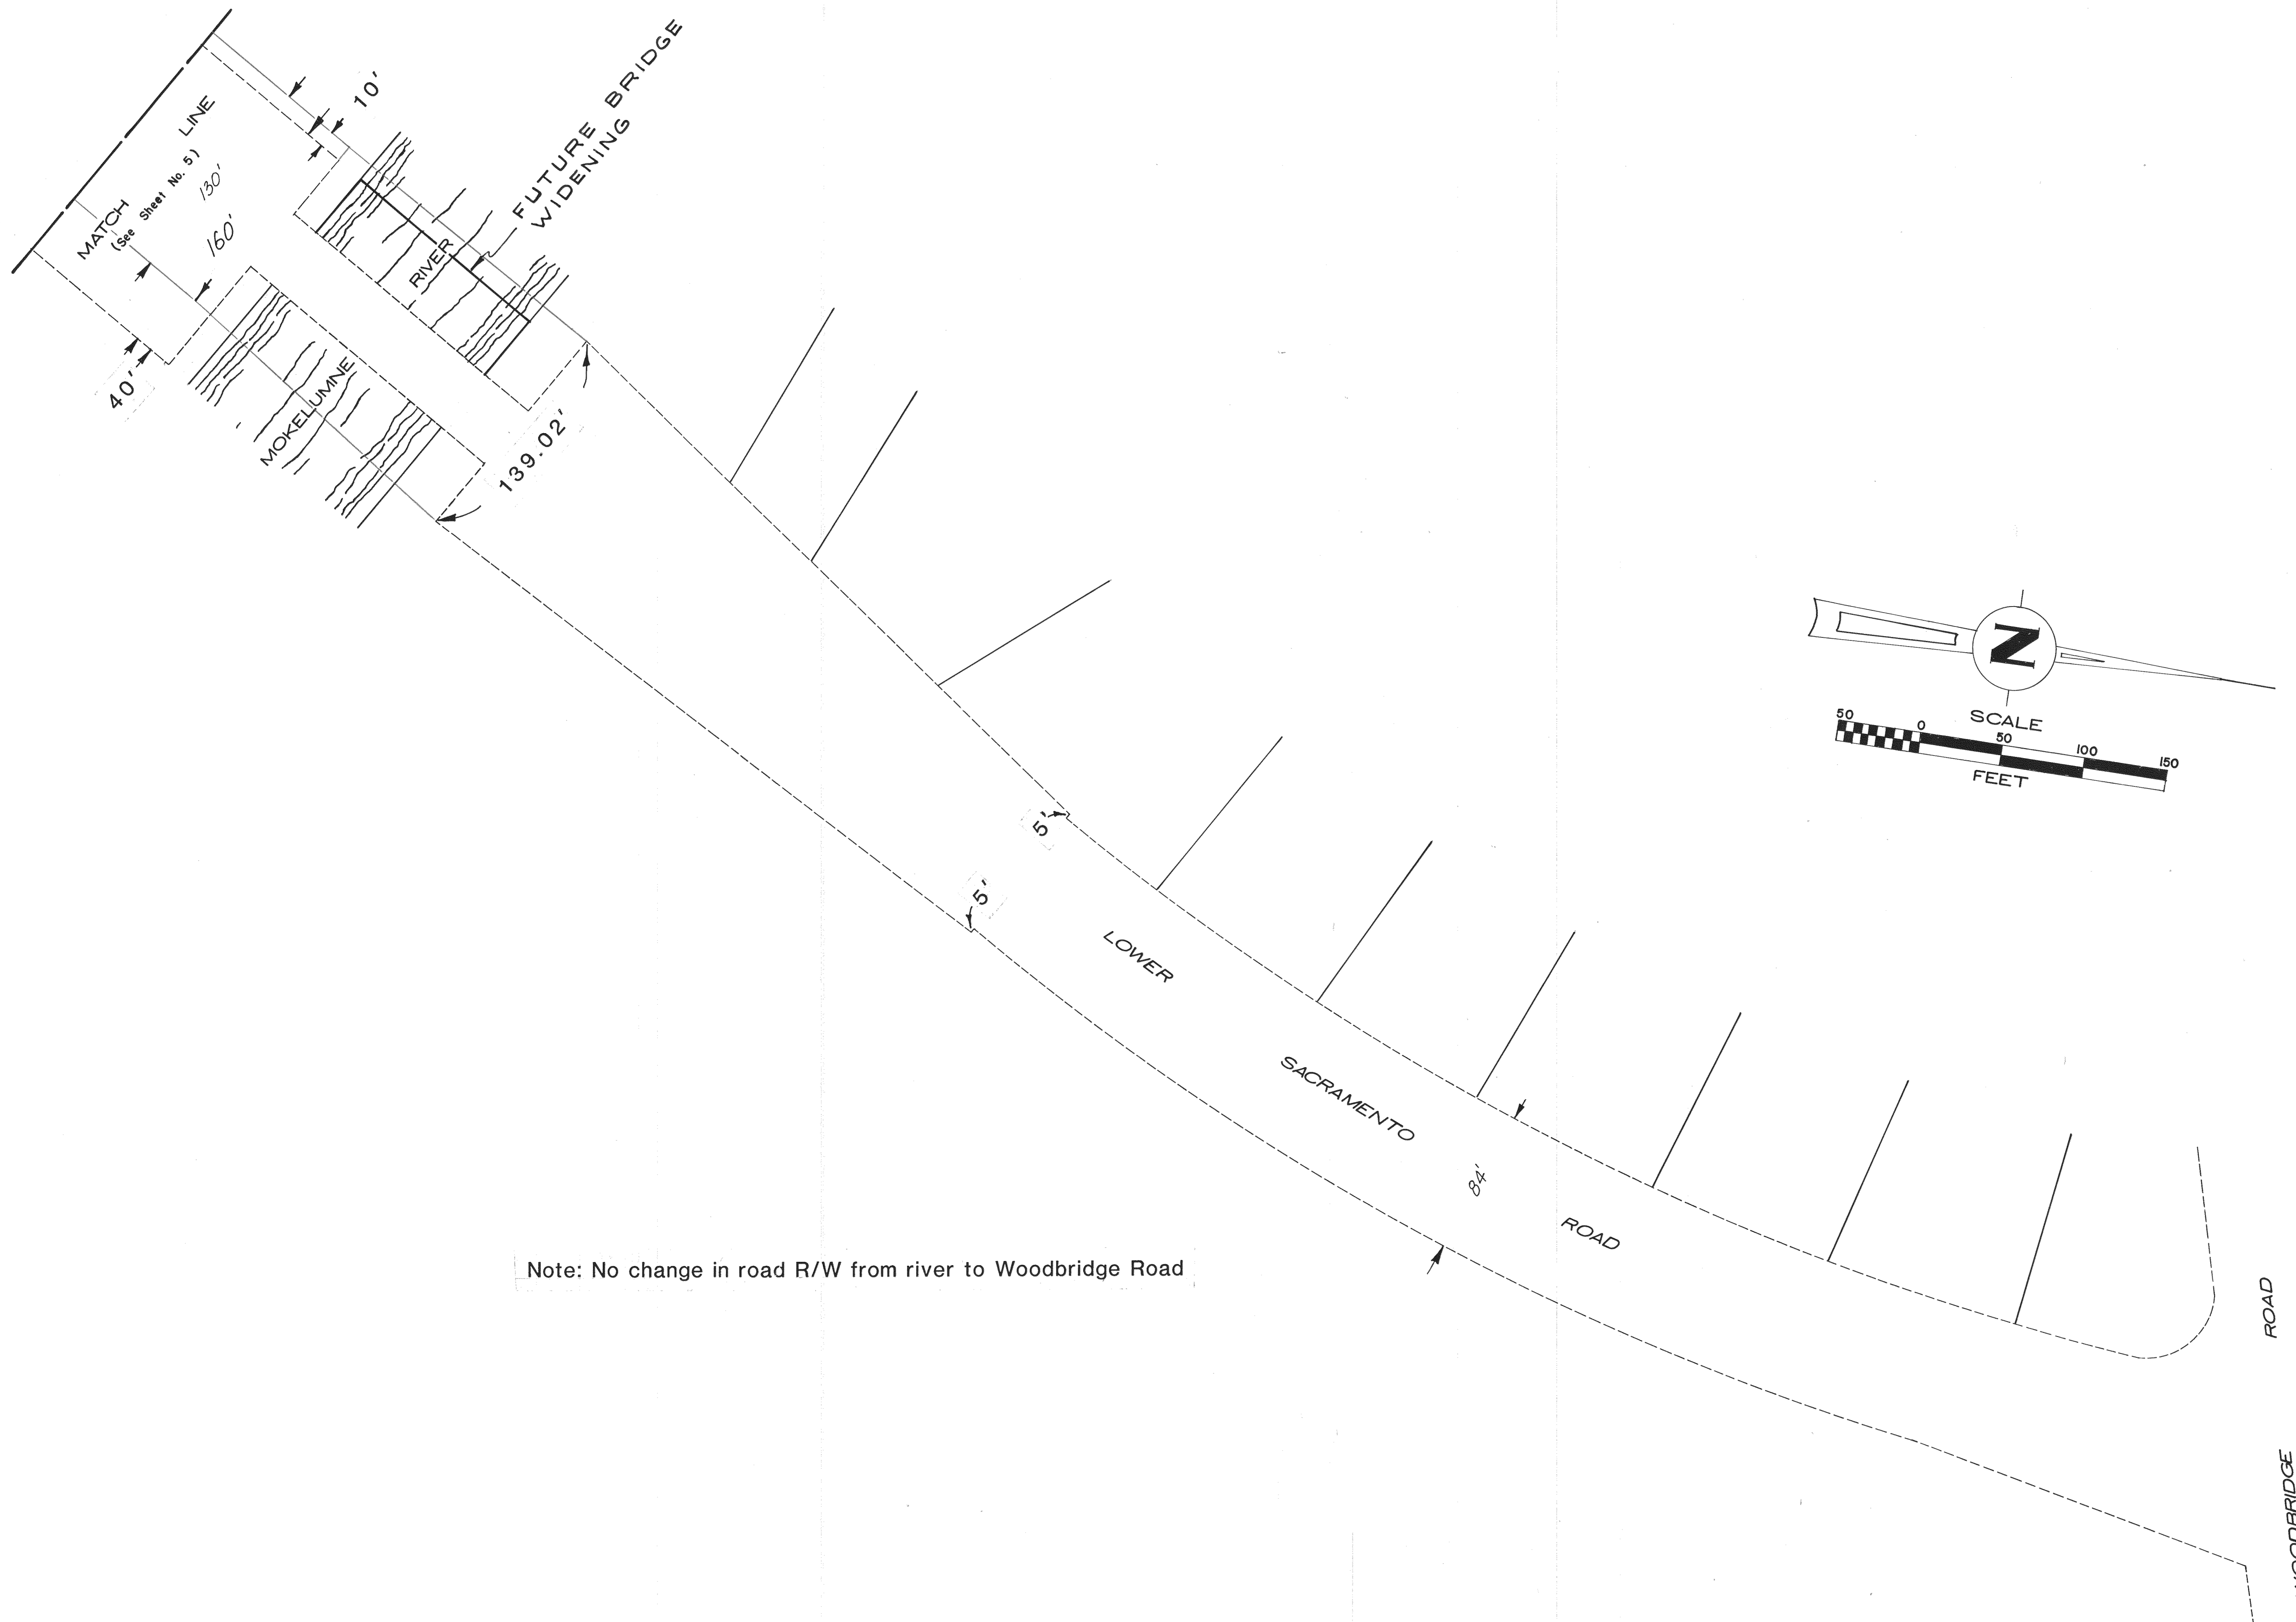 MATCH LINE
(See Sheet No. 5)
130'
160'
10'
40'
FUTURE BRIDGE
WIDENING
RIVER
MOKELUMNE
139.02'
5'
5'
LOWER
SACRAMENTO
84'
ROAD
N
SCALE
50 0 50 100 150
FEET
Note: No change in road R/W from river to Woodbridge Road
ROAD
WOODBRIDGE